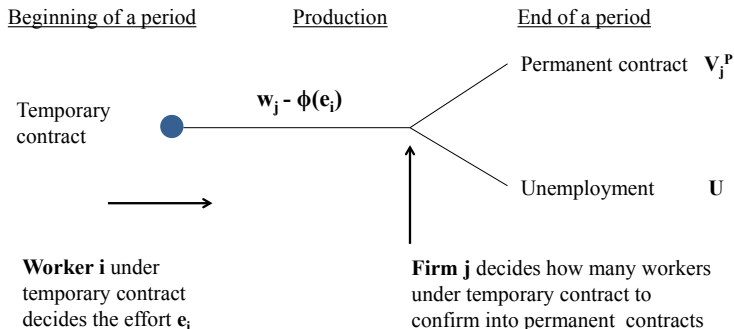 Beginning of a period Production End of a period
Permanent contract V_j^P
w_j - ϕ(e_i)
Temporary
contract
Unemployment U
Worker i under
temporary contract
decides the effort e_i
Firm j decides how many workers
under temporary contract to
confirm into permanent contracts